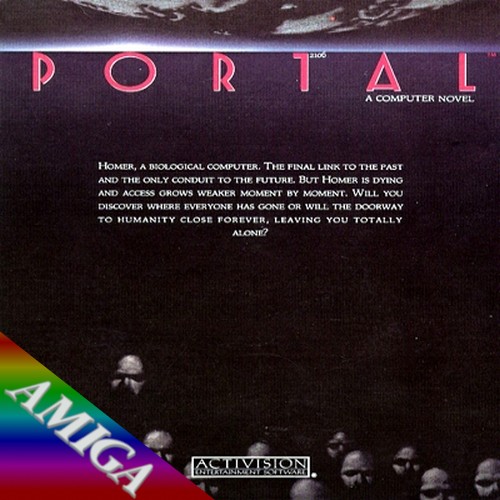 2106
PORTAL™
A COMPUTER NOVEL
HOMER, A BIOLOGICAL COMPUTER. THE FINAL LINK TO THE PAST
AND THE ONLY CONDUIT TO THE FUTURE. BUT HOMER IS DYING
AND ACCESS GROWS WEAKER MOMENT BY MOMENT. WILL YOU
DISCOVER WHERE EVERYONE HAS GONE OR WILL THE DOORWAY
TO HUMANITY CLOSE FOREVER, LEAVING YOU TOTALLY
ALONE?
AMIGA
ACTIVISION
ENTERTAINMENT SOFTWARE